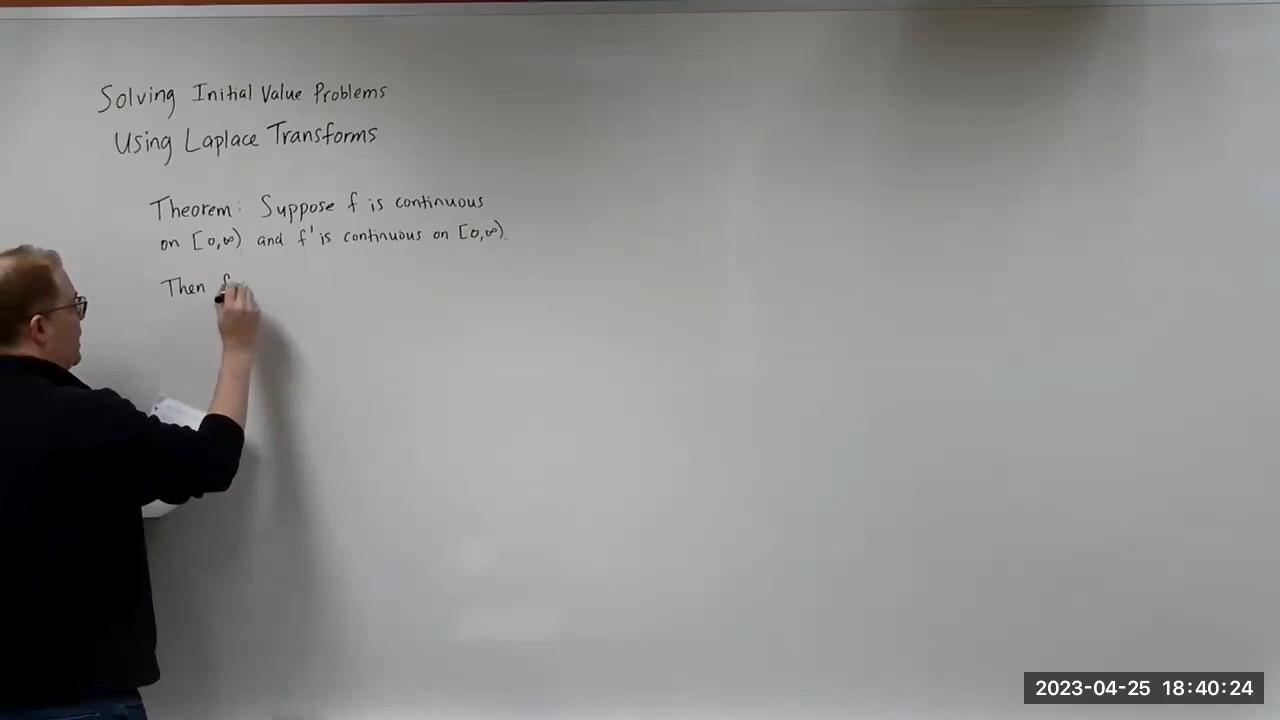 Solving Initial Value Problems
Using Laplace Transforms
Theorem: Suppose f is continuous
on [0,∞) and f' is continuous on [0,∞).
Then
2023-04-25 18:40:24